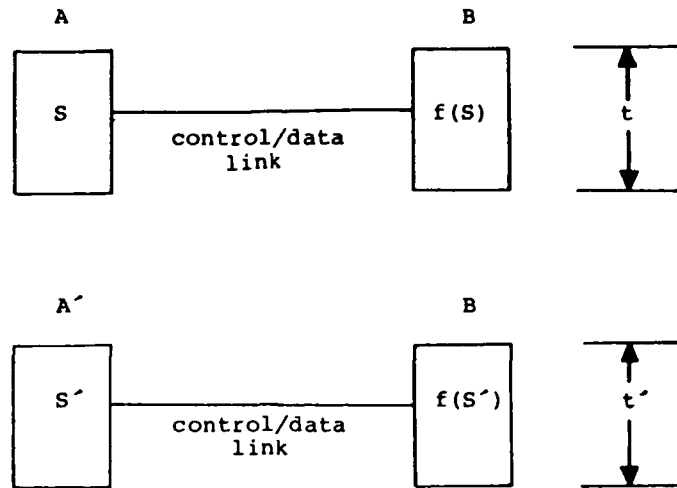 A B
S f(S) t
control/data
link
A´ B
S´ f(S´) t´
control/data
link